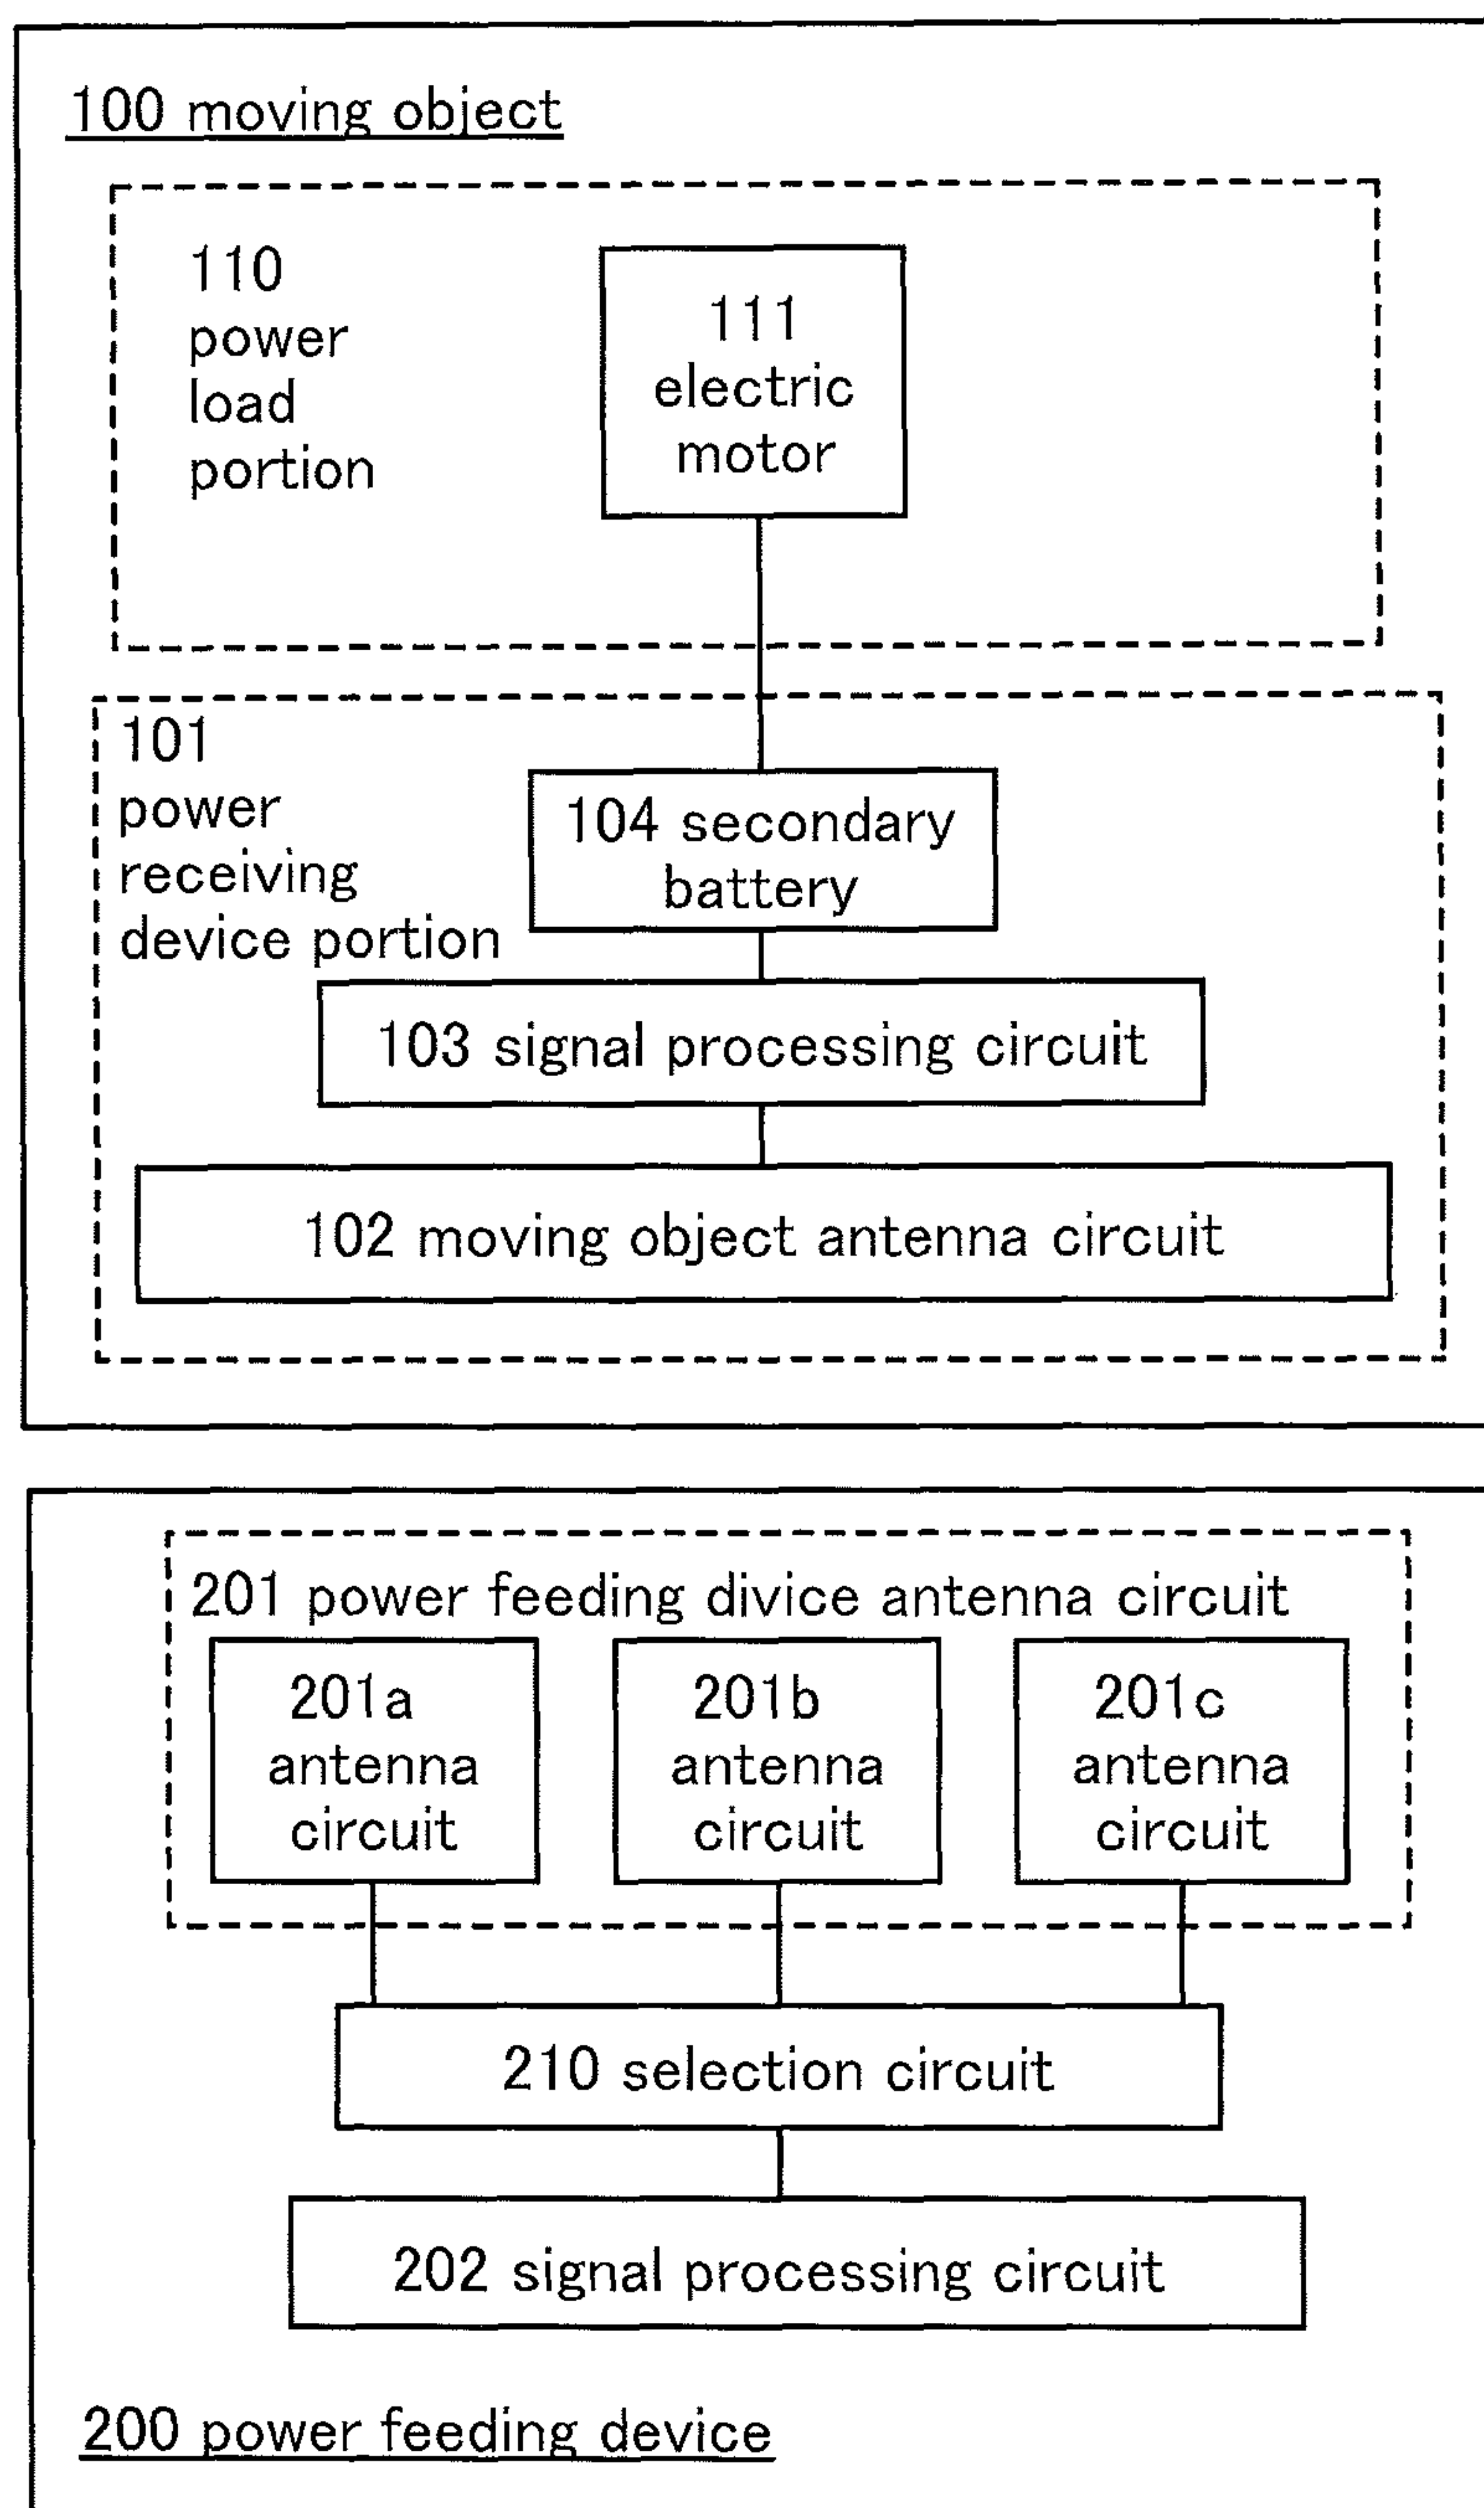 100 moving object
110
power
load
portion
111
electric
motor
101
power
receiving
device portion
104 secondary
battery
103 signal processing circuit
102 moving object antenna circuit
201 power feeding divice antenna circuit
201a
antenna
circuit
201b
antenna
circuit
201c
antenna
circuit
210 selection circuit
202 signal processing circuit
200 power feeding device